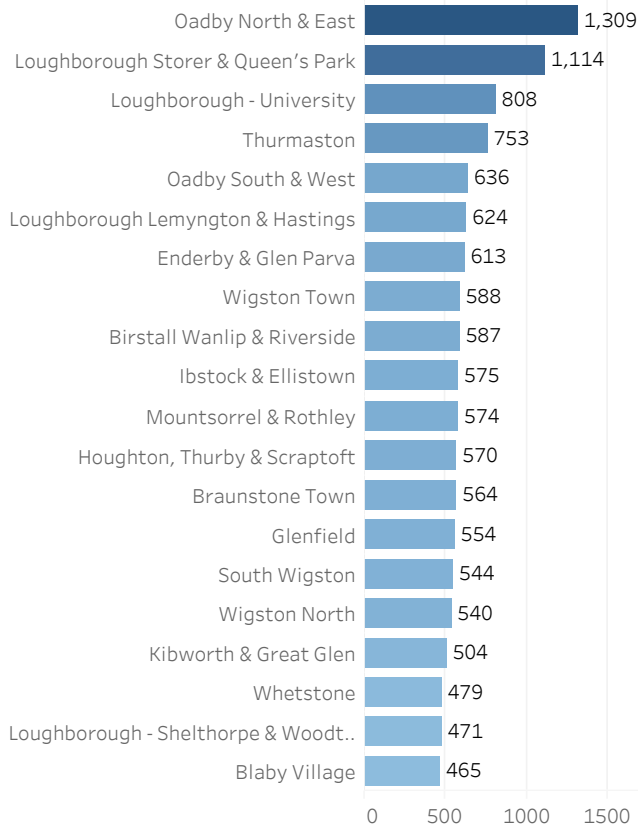 Oadby North & East 1,309
Loughborough Storer & Queen's Park 1,114
Loughborough - University 808
Thurmaston 753
Oadby South & West 636
Loughborough Lemyngton & Hastings 624
Enderby & Glen Parva 613
Wigston Town 588
Birstall Wanlip & Riverside 587
Ibstock & Ellistown 575
Mountsorrel & Rothley 574
Houghton, Thurby & Scraptoft 570
Braunstone Town 564
Glenfield 554
South Wigston 544
Wigston North 540
Kibworth & Great Glen 504
Whetstone 479
Loughborough - Shelthorpe & Woodt.. 471
Blaby Village 465
0 500 1000 1500